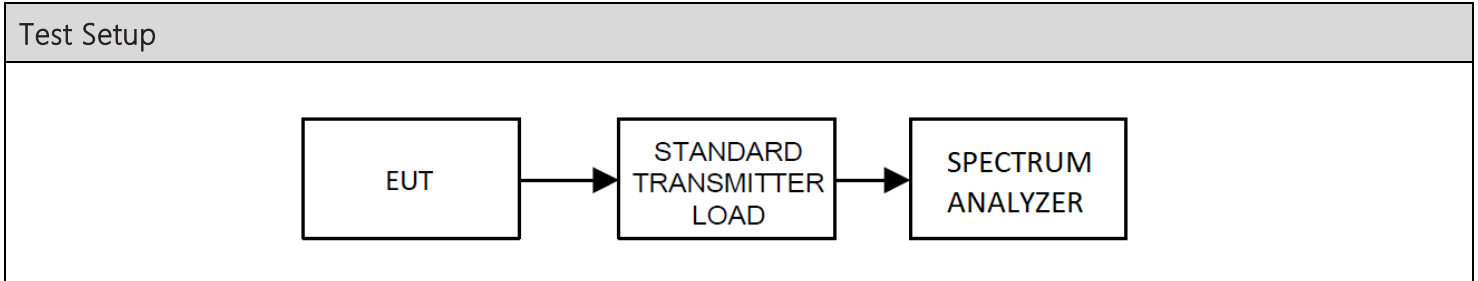 Test Setup
EUT
STANDARD
TRANSMITTER
LOAD
SPECTRUM
ANALYZER